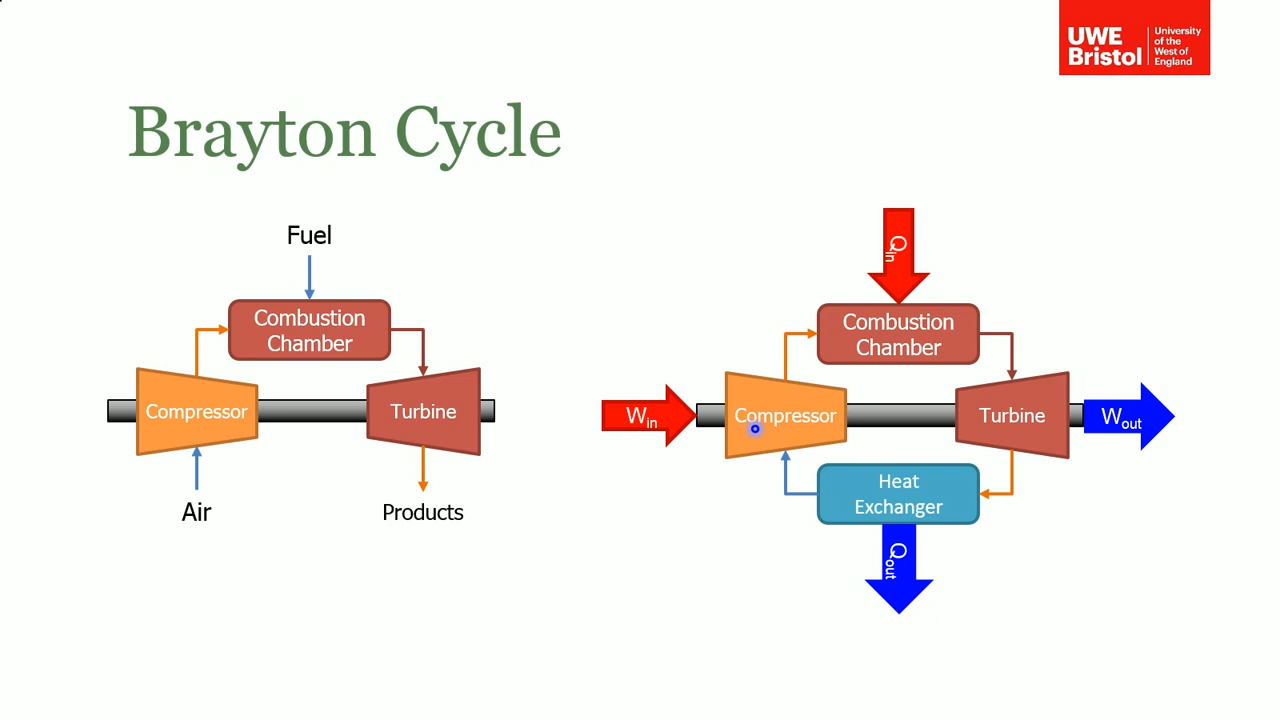 UWE
Bristol
University
of the
West of
England
Brayton Cycle
Fuel
Combustion
Chamber
Compressor
Turbine
Air
Products
Qin
Combustion
Chamber
Win
Compressor
Turbine
Wout
Heat
Exchanger
Qout